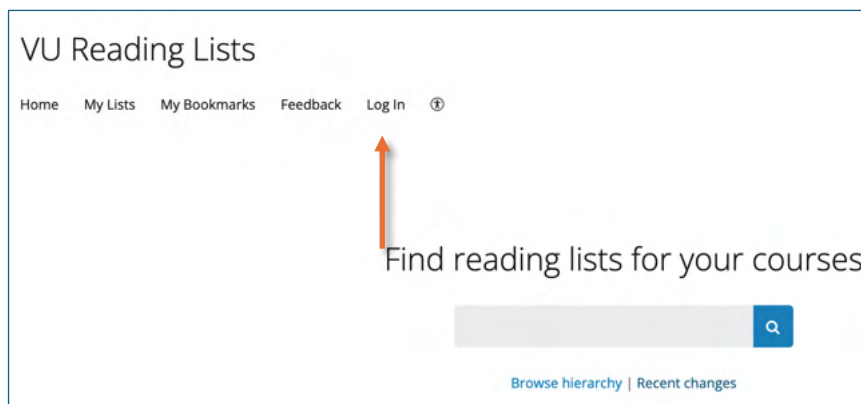 VU Reading Lists
Home My Lists My Bookmarks Feedback Log In
Find reading lists for your courses
Browse hierarchy | Recent changes